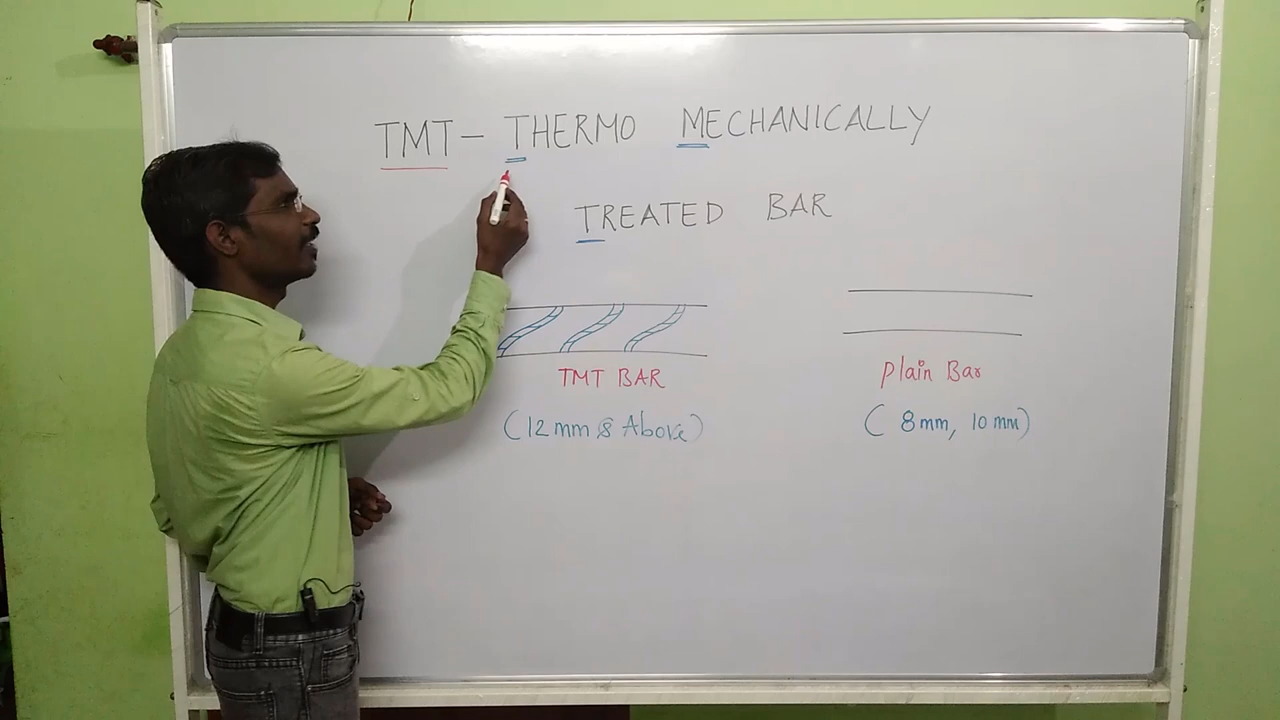 TMT - THERMO MECHANICALLY
TREATED BAR
TMT BAR
(12mm & Above)
Plain Bar
(8mm, 10mm)